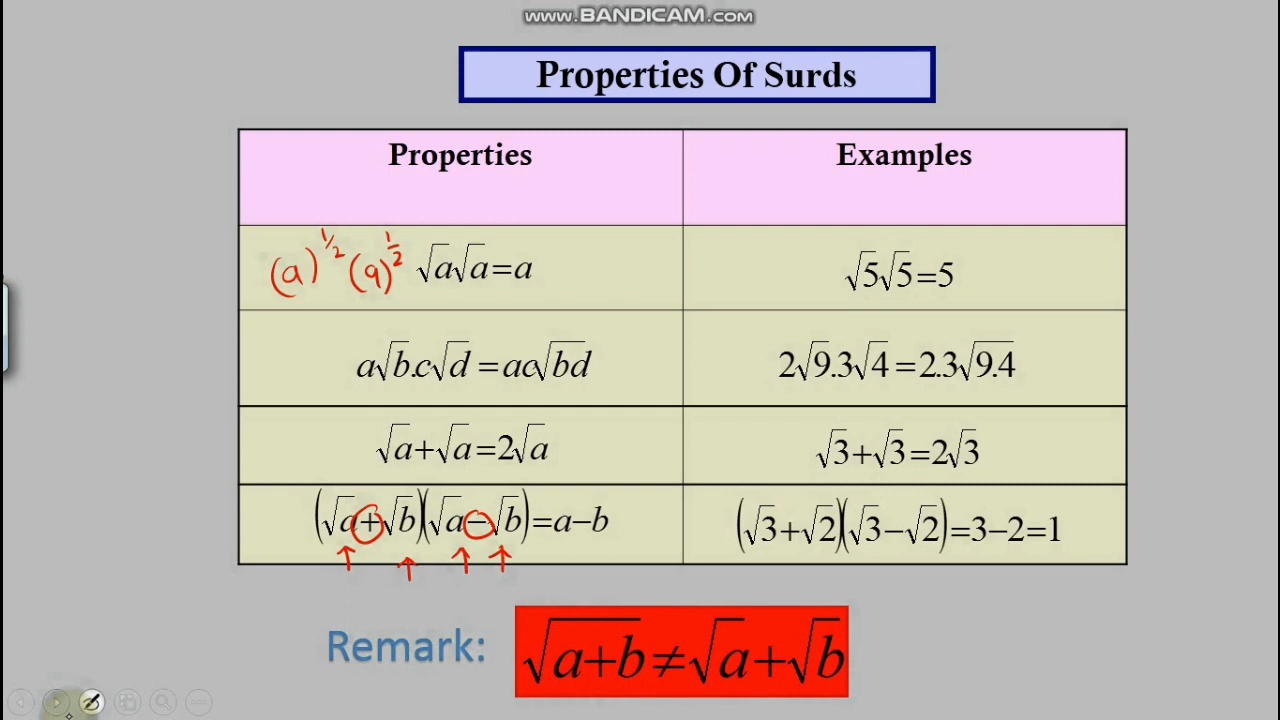 www.BANDICAM.com
Properties Of Surds
Properties Examples
(a)^1/2 (a)^1/2 √a√a=a √5√5=5
a√b.c√d=ac√bd 2√9.3√4=2.3√9.4
√a+√a=2√a √3+√3=2√3
(√a+√b)(√a−√b)=a−b (√3+√2)(√3−√2)=3−2=1
Remark: √a+b≠√a+√b